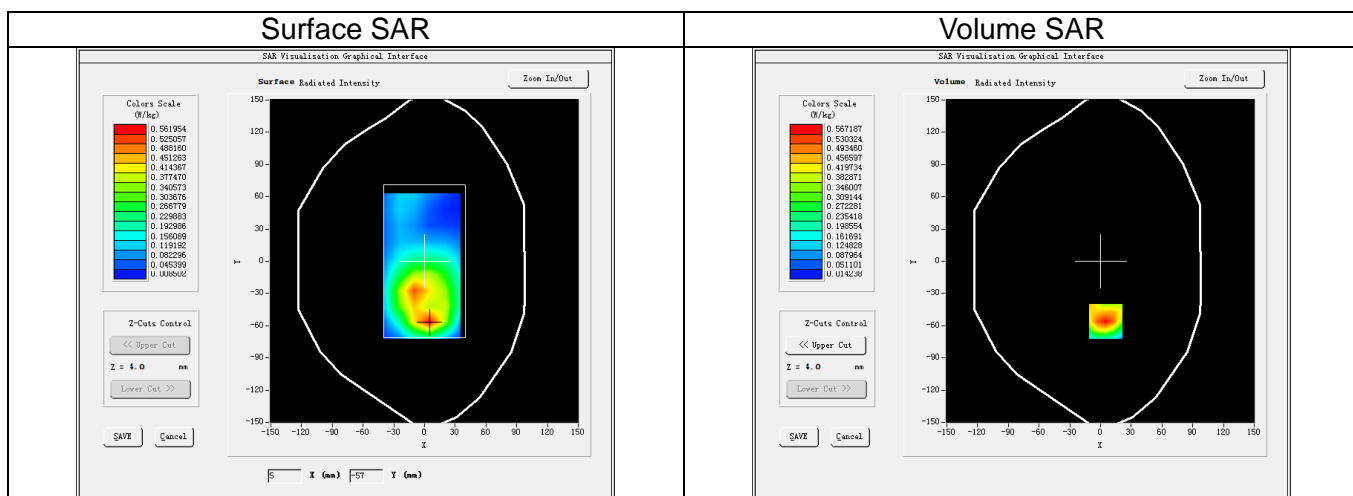 Surface SAR
SAR Visualisation Graphical Interface
Surface Radiated Intensity
Zoom In/Out
Colors Scale
(W/kg)
0.561954
0.525057
0.488160
0.451263
0.414367
0.377470
0.340573
0.303676
0.266779
0.229883
0.192986
0.156089
0.119192
0.082296
0.045399
0.008502
Z-Cuts Control
<< Upper Cut
Z = 4.0 mm
Lower Cut >>
SAVE Cancel
150
120
90
60
30
0
-30
-60
-90
-120
-150
Y
-150 -120 -90 -60 -30 0 30 60 90 120 150
X
5 X (mm) -57 Y (mm)
Volume SAR
SAR Visualisation Graphical Interface
Volume Radiated Intensity
Zoom In/Out
Colors Scale
(W/kg)
0.567187
0.530324
0.493460
0.456597
0.419734
0.382871
0.346007
0.309144
0.272281
0.235418
0.198554
0.161691
0.124828
0.087964
0.051101
0.014238
Z-Cuts Control
<< Upper Cut
Z = 4.0 mm
Lower Cut >>
SAVE Cancel
150
120
90
60
30
0
-30
-60
-90
-120
-150
Y
-150 -120 -90 -60 -30 0 30 60 90 120 150
X